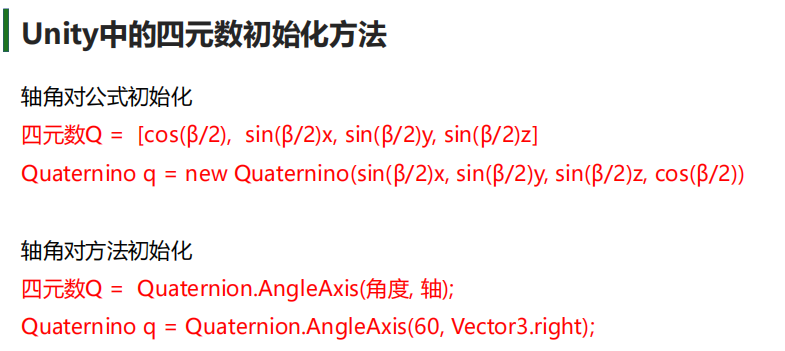 Unity中的四元数初始化方法
轴角对公式初始化
四元数Q = [cos(β/2), sin(β/2)x, sin(β/2)y, sin(β/2)z]
Quaternino q = new Quaternino(sin(β/2)x, sin(β/2)y, sin(β/2)z, cos(β/2))
轴角对方法初始化
四元数Q = Quaternion.AngleAxis(角度, 轴);
Quaternino q = Quaternion.AngleAxis(60, Vector3.right);